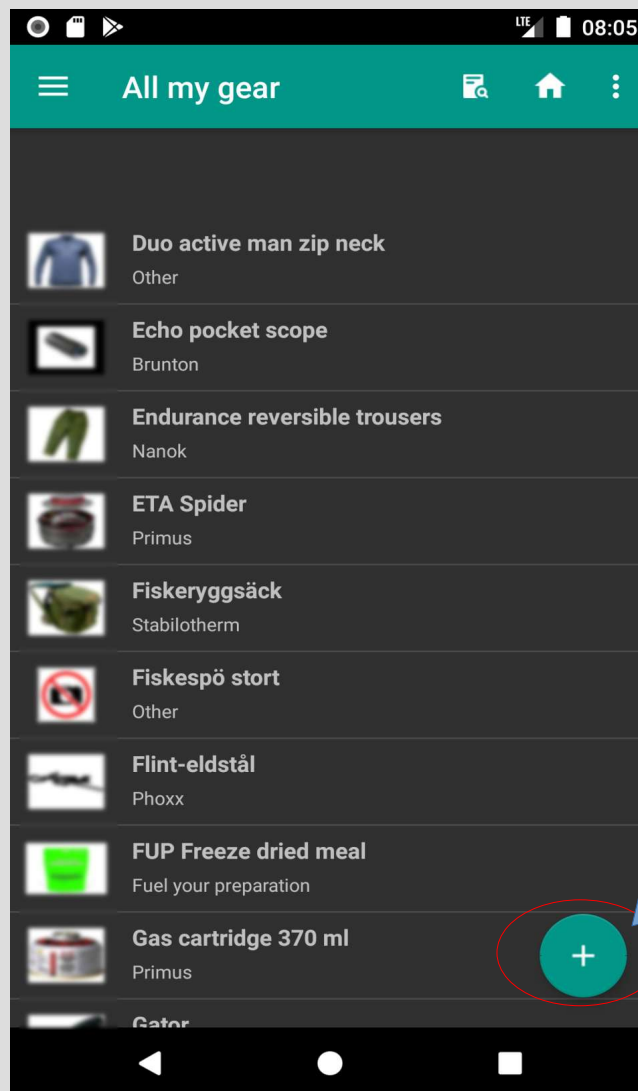 LTE 08:05
All my gear
Duo active man zip neck
Other
Echo pocket scope
Brunton
Endurance reversible trousers
Nanok
ETA Spider
Primus
Fiskeryggsäck
Stabilotherm
Fiskespö stort
Other
Flint-eldstål
Phoxx
FUP Freeze dried meal
Fuel your preparation
Gas cartridge 370 ml
Primus
+
Gator